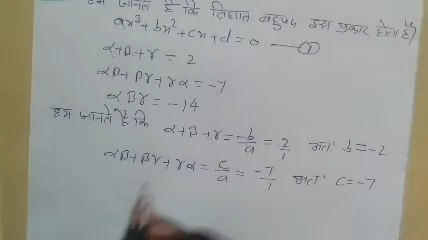 हम जानते हैं कि त्रिघात बहुपद इस प्रकार होता है
ax³ + bx² + cx + d = 0 — ①
α+β+γ = 2
αβ+βγ+γα = -7
αβγ = -14
हम जानते हैं कि α+β+γ = -b/a = 2/1 अतः b = -2
αβ+βγ+γα = c/a = -7/1 अतः c = -7